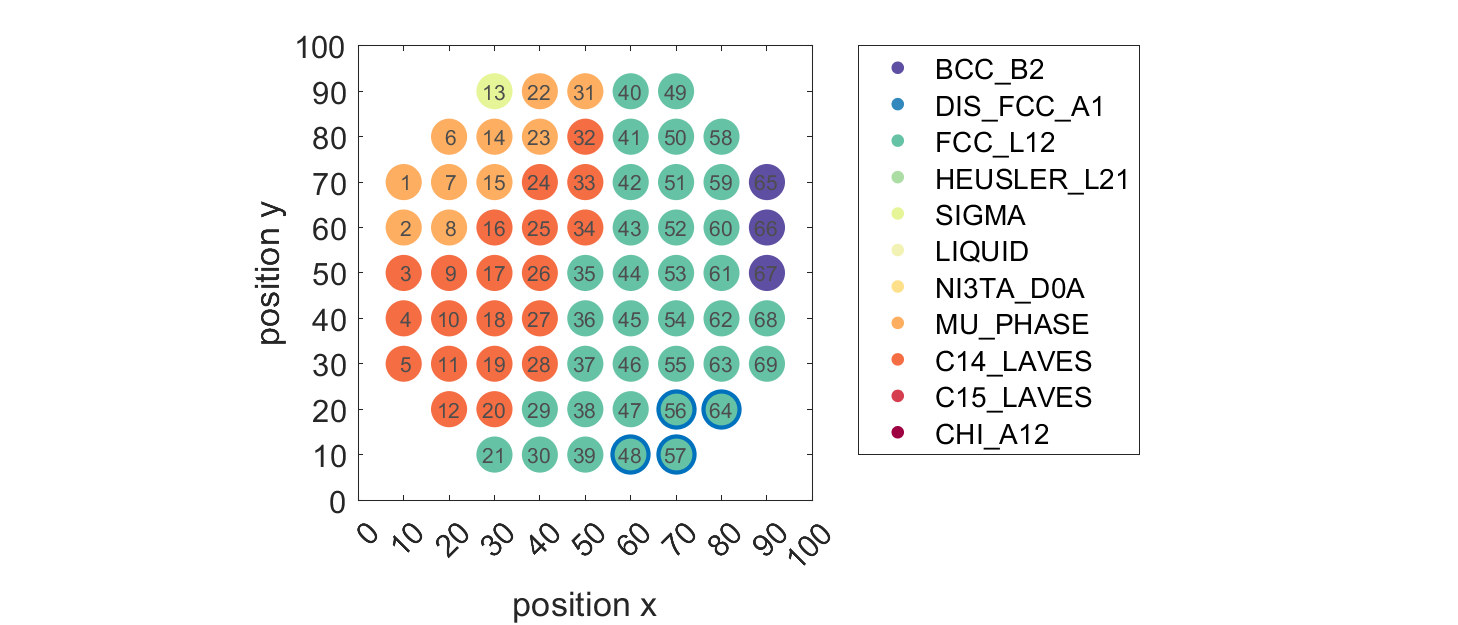 100
90 13 22 31 40 49
80 6 14 23 32 41 50 58
70 1 7 15 24 33 42 51 59 65
60 2 8 16 25 34 43 52 60 66
50 3 9 17 26 35 44 53 61 67
40 4 10 18 27 36 45 54 62 68
30 5 11 19 28 37 46 55 63 69
20 12 20 29 38 47 56 64
10 21 30 39 48 57
0
position y
0 10 20 30 40 50 60 70 80 90 100
position x
BCC_B2
DIS_FCC_A1
FCC_L12
HEUSLER_L21
SIGMA
LIQUID
NI3TA_D0A
MU_PHASE
C14_LAVES
C15_LAVES
CHI_A12